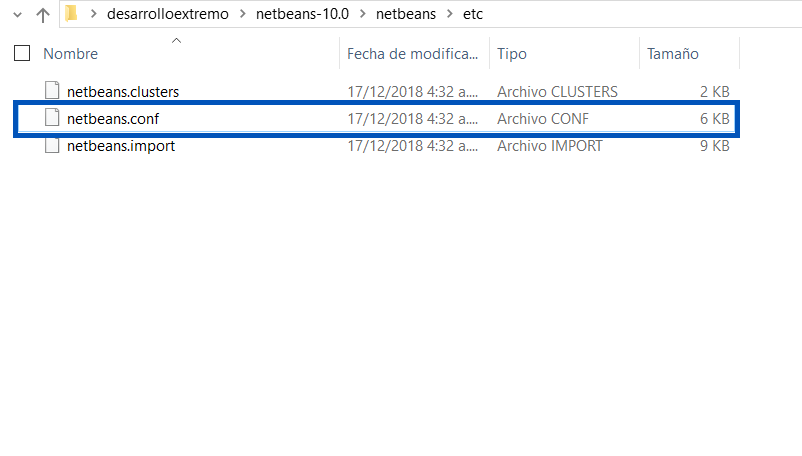 desarrolloextremo > netbeans-10.0 > netbeans > etc
Nombre Fecha de modifica... Tipo Tamaño
netbeans.clusters 17/12/2018 4:32 a.... Archivo CLUSTERS 2 KB
netbeans.conf 17/12/2018 4:32 a.... Archivo CONF 6 KB
netbeans.import 17/12/2018 4:32 a.... Archivo IMPORT 9 KB